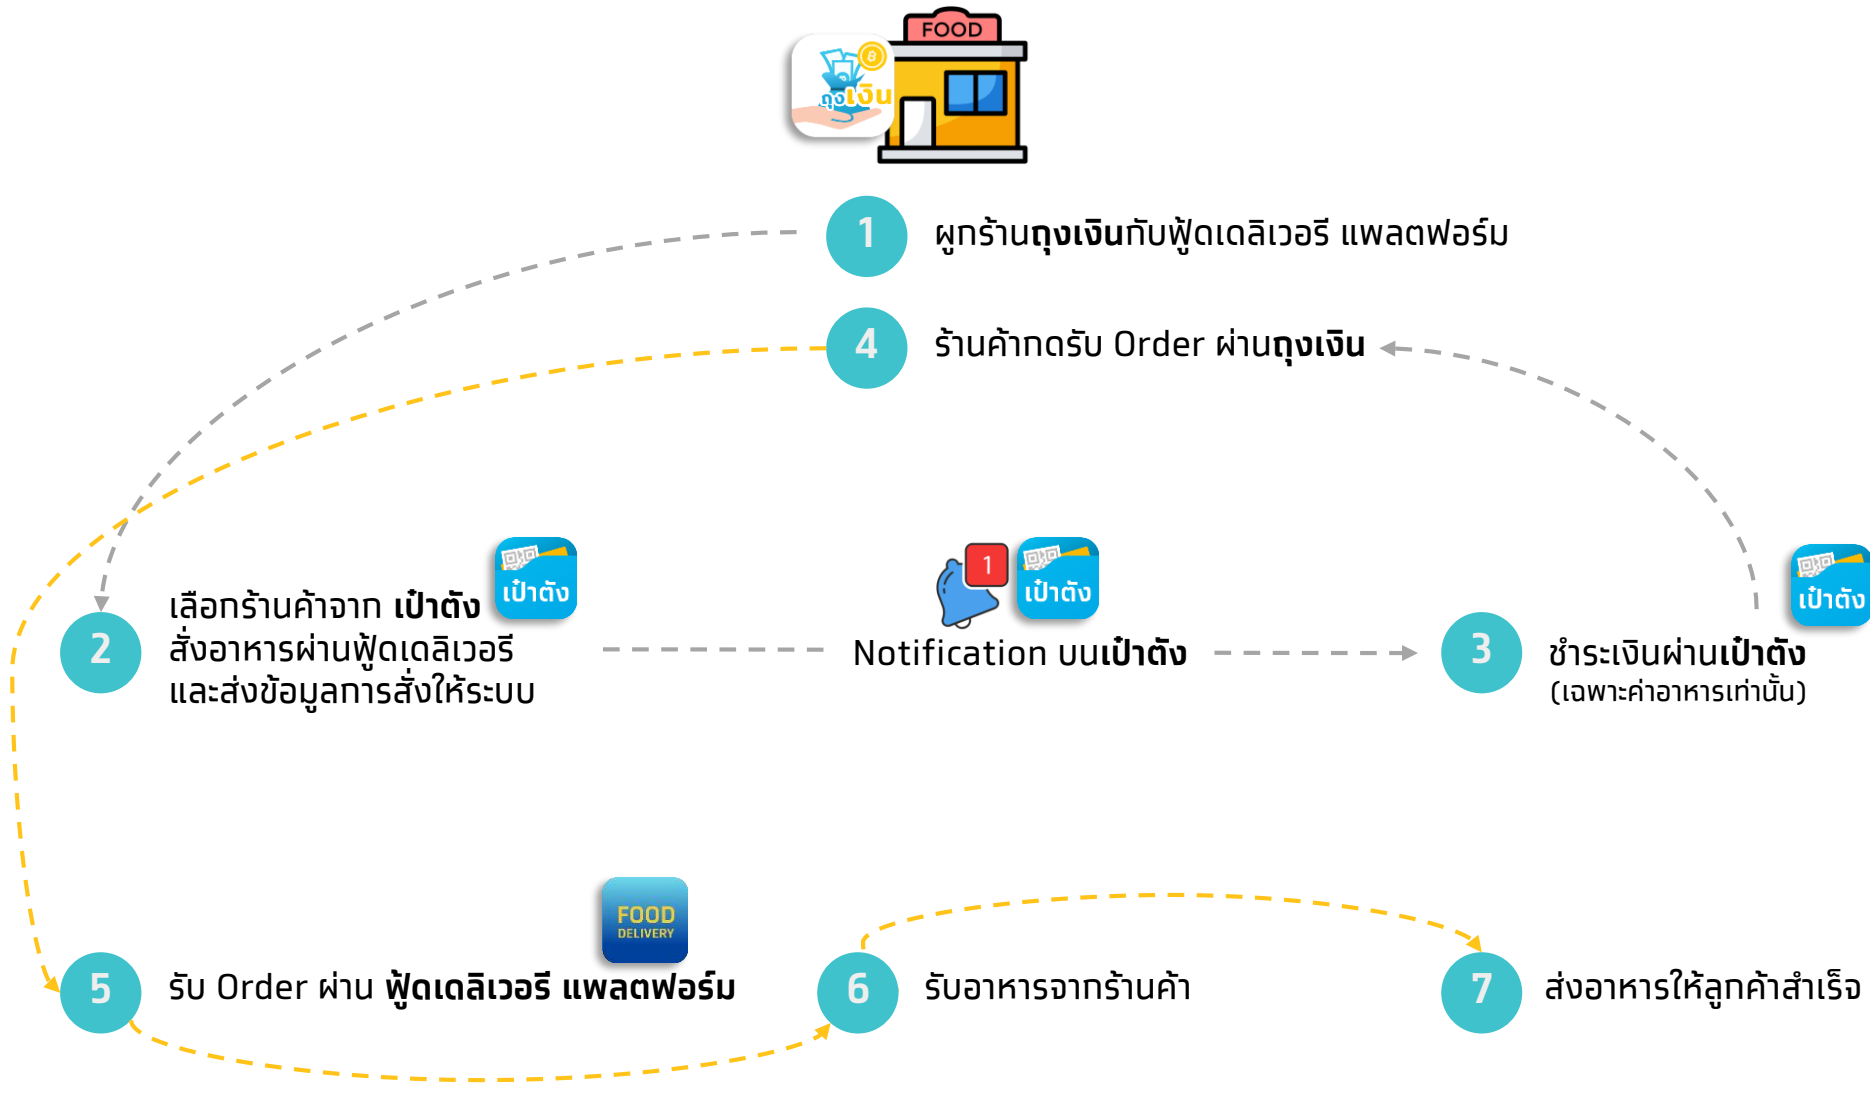 FOOD
ถุงเงิน
1
ผูกร้านถุงเงินกับฟู้ดเดลิเวอรี แพลตฟอร์ม
4
ร้านค้ากดรับ Order ผ่านถุงเงิน
2
เลือกร้านค้าจาก เป๋าตัง
สั่งอาหารผ่านฟู้ดเดลิเวอรี
และส่งข้อมูลการสั่งให้ระบบ
เป๋าตัง
1
เป๋าตัง
Notification บนเป๋าตัง
เป๋าตัง
3
ชำระเงินผ่านเป๋าตัง
(เฉพาะค่าอาหารเท่านั้น)
FOOD
DELIVERY
5
รับ Order ผ่าน ฟู้ดเดลิเวอรี แพลตฟอร์ม
6
รับอาหารจากร้านค้า
7
ส่งอาหารให้ลูกค้าสำเร็จ